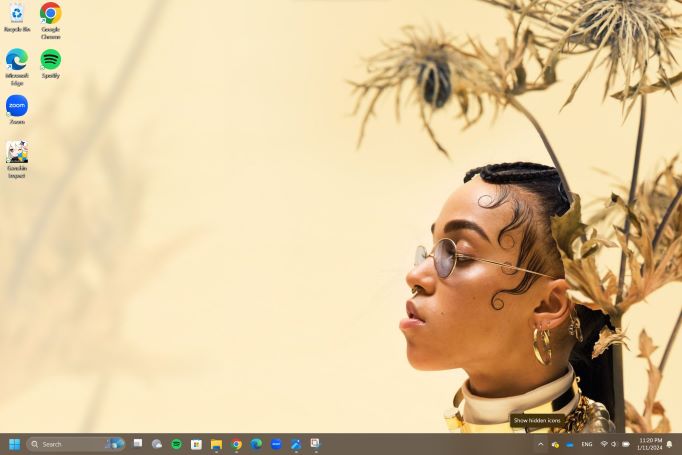 Recycle Bin
Google
Chrome
Microsoft
Edge
Spotify
zoom
Zoom
Genshin
Impact
Show hidden icons
Search
ENG
11:20 PM
1/11/2024